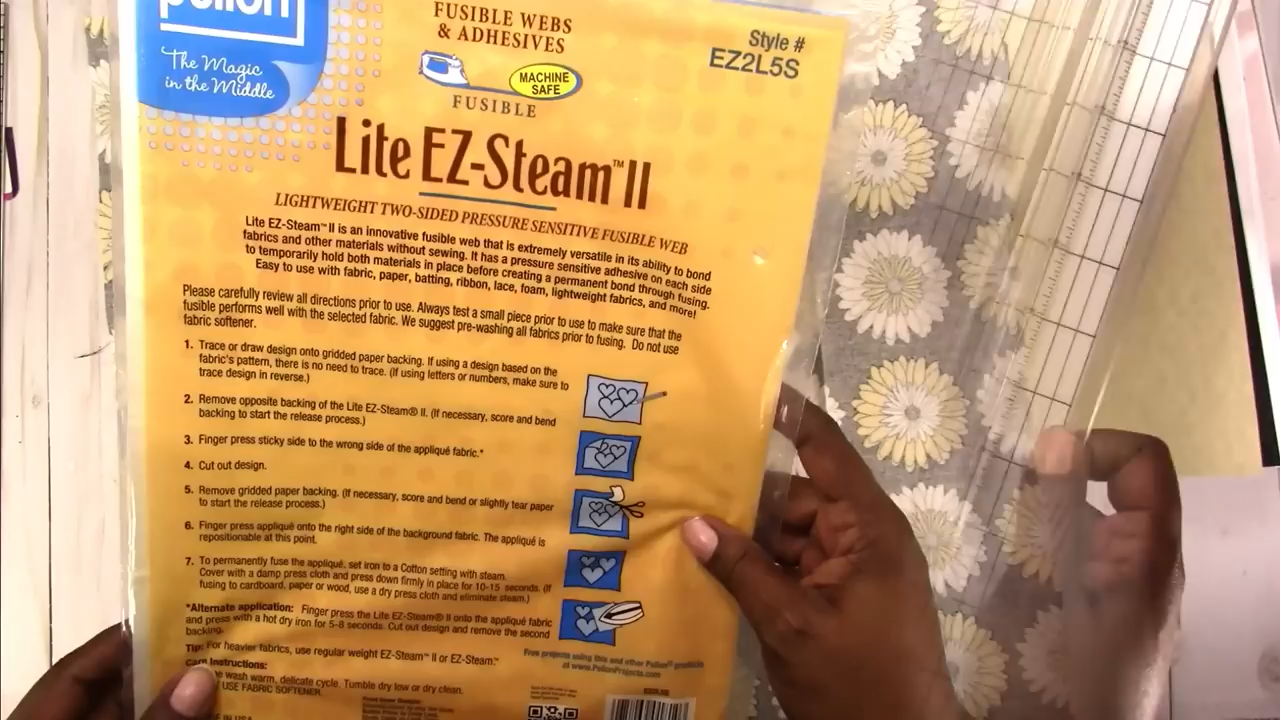 pellon
The Magic
in the Middle
FUSIBLE WEBS
& ADHESIVES
MACHINE
SAFE
FUSIBLE
Style #
EZ2L5S
Lite EZ-Steam™II
LIGHTWEIGHT TWO-SIDED PRESSURE SENSITIVE FUSIBLE WEB
Lite EZ-Steam™ II is an innovative fusible web that is extremely versatile in its ability to bond
fabrics and other materials without sewing. It has a pressure sensitive adhesive on each side
to temporarily hold both materials in place before creating a permanent bond through fusing.
Easy to use with fabric, paper, batting, ribbon, lace, foam, lightweight fabrics, and more!
Please carefully review all directions prior to use. Always test a small piece prior to use to make sure that the
fusible performs well with the selected fabric. We suggest pre-washing all fabrics prior to fusing. Do not use
fabric softener.
1. Trace or draw design onto gridded paper backing. If using a design based on the
fabric's pattern, there is no need to trace. (If using letters or numbers, make sure to
trace design in reverse.)
2. Remove opposite backing of the Lite EZ-Steam® II. (If necessary, score and bend
backing to start the release process.)
3. Finger press sticky side to the wrong side of the appliqué fabric.*
4. Cut out design.
5. Remove gridded paper backing. (If necessary, score and bend or slightly tear paper
to start the release process.)
6. Finger press appliqué onto the right side of the background fabric. The appliqué is
repositionable at this point.
7. To permanently fuse the appliqué, set iron to a Cotton setting with steam.
Cover with a damp press cloth and press down firmly in place for 10-15 seconds. (If
fusing to cardboard, paper or wood, use a dry press cloth and eliminate steam.)
*Alternate application: Finger press the Lite EZ-Steam® II onto the appliqué fabric
and press with a hot dry iron for 5-8 seconds. Cut out design and remove the second
backing.
Tip: For heavier fabrics, use regular weight EZ-Steam™ II or EZ-Steam.™
Care Instructions:
wash warm, delicate cycle. Tumble dry low or dry clean.
USE FABRIC SOFTENER.
Free projects using this and other Pellon® products
at www.PellonProjects.com